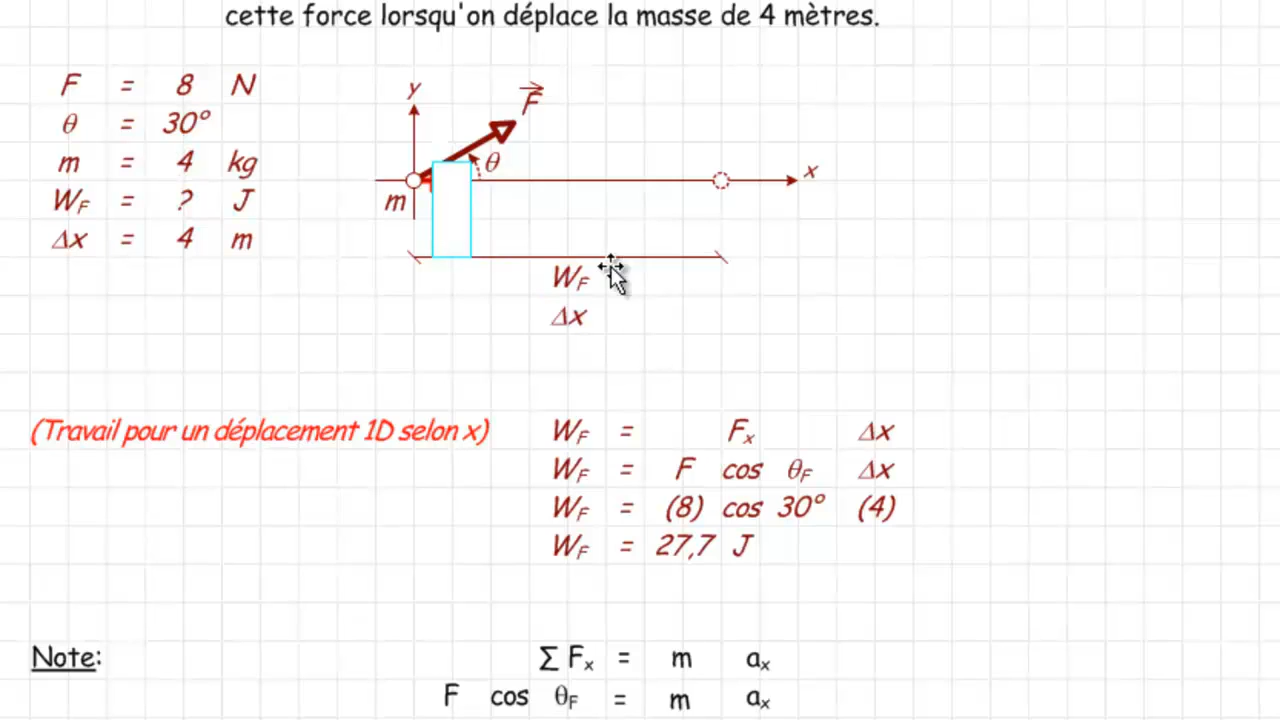 cette force lorsqu'on déplace la masse de 4 mètres.
F = 8 N
θ = 30°
m = 4 kg
W_F = ? J
Δx = 4 m
y
F⃗
θ
x
m
W_F
Δx
(Travail pour un déplacement 1D selon x) W_F = F_x Δx
W_F = F cos θ_F Δx
W_F = (8) cos 30° (4)
W_F = 27,7 J
Note: ∑ F_x = m a_x
F cos θ_F = m a_x